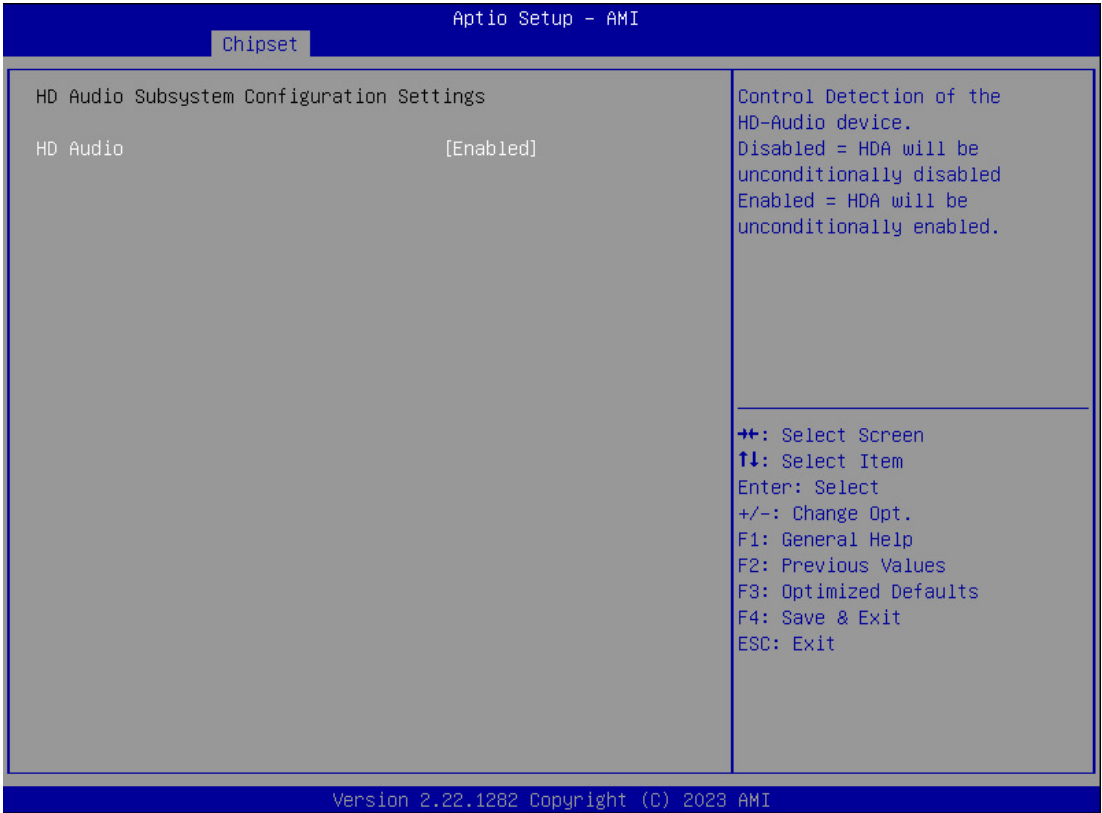 Aptio Setup – AMI
Chipset
HD Audio Subsystem Configuration Settings
HD Audio [Enabled]
Control Detection of the
HD-Audio device.
Disabled = HDA will be
unconditionally disabled
Enabled = HDA will be
unconditionally enabled.
→←: Select Screen
↑↓: Select Item
Enter: Select
+/-: Change Opt.
F1: General Help
F2: Previous Values
F3: Optimized Defaults
F4: Save & Exit
ESC: Exit
Version 2.22.1282 Copyright (C) 2023 AMI